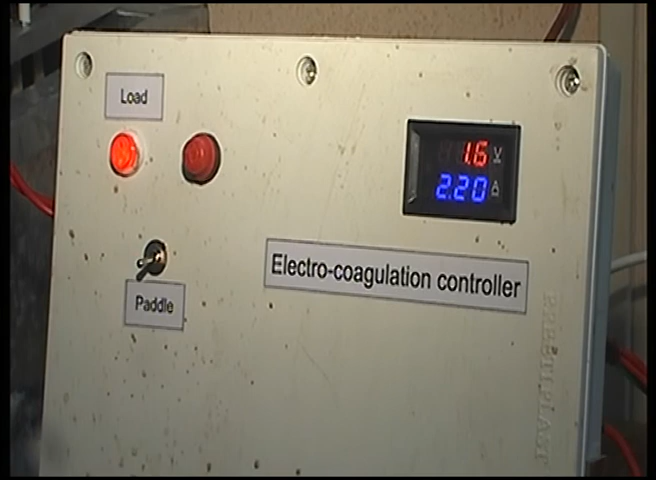 Load
1.6 V
2.20 A
Electro-coagulation controller
Paddle